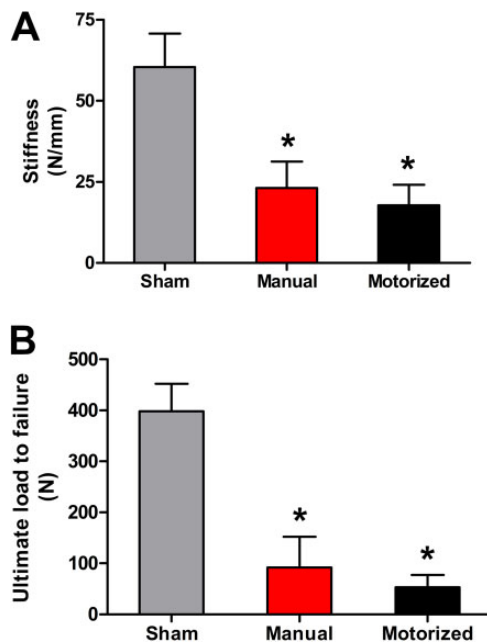 A
Stiffness
(N/mm)
75
50
25
0
*
*
Sham Manual Motorized
B
Ultimate load to failure
(N)
500
400
300
200
100
0
*
*
Sham Manual Motorized